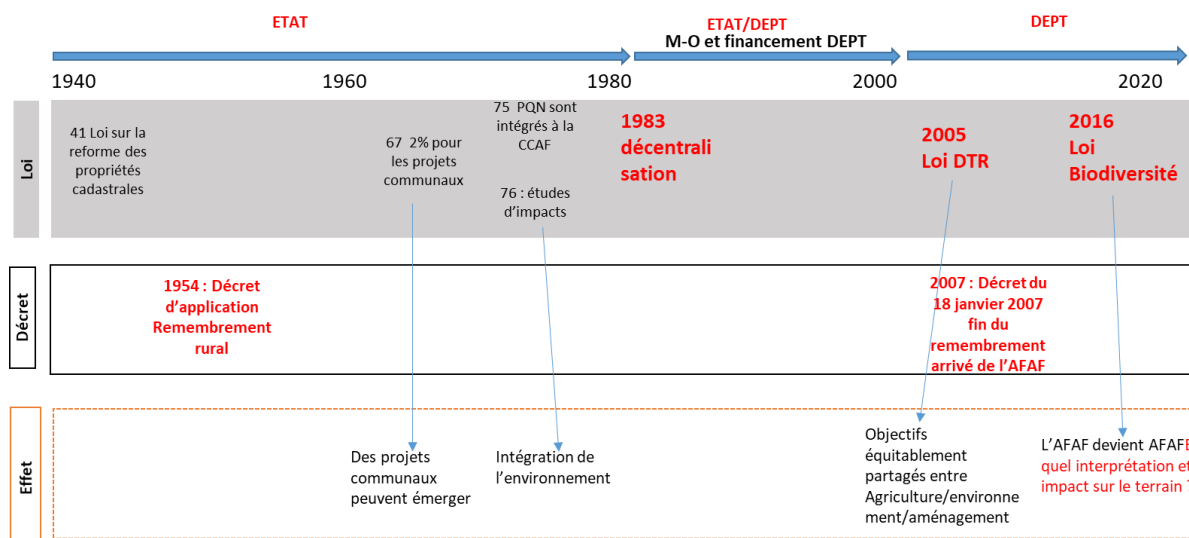 ETAT
ETAT/DEPT
M-O et financement DEPT
DEPT
1940
1960
1980
2000
2020
Loi
41 Loi sur la
reforme des
propriétés
cadastrales
67 2% pour
les projets
communaux
75 PQN sont
intégrés à la
CCAF
76 : études
d’impacts
1983
décentrali
sation
2005
Loi DTR
2016
Loi
Biodiversité
Décret
1954 : Décret
d’application
Remembrement
rural
2007 : Décret du
18 janvier 2007
fin du
remembrement
arrivé de l’AFAF
Effet
Des projets
communaux
peuvent émerger
Intégration de
l’environnement
Objectifs
équitablement
partagés entre
Agriculture/environne
ment/aménagement
L’AFAF devient AFAFE
quel interprétation et
impact sur le terrain ?